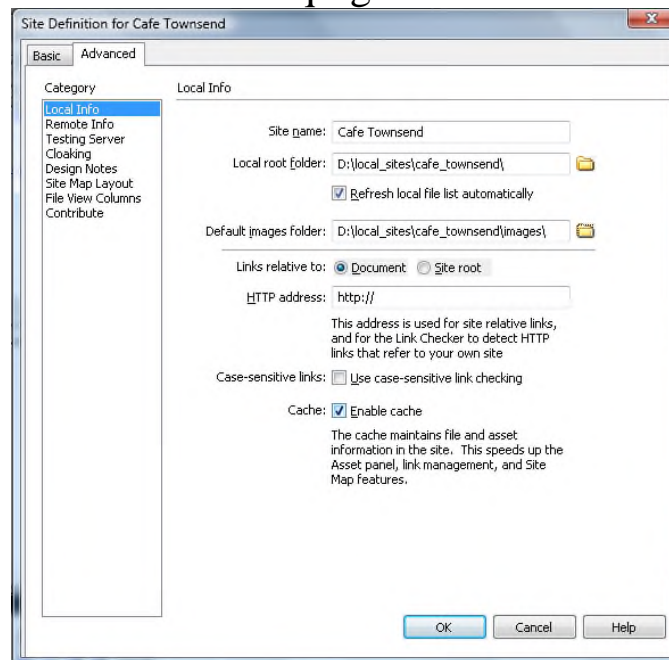 Site Definition for Cafe Townsend
Basic Advanced
Category
Local Info
Remote Info
Testing Server
Cloaking
Design Notes
Site Map Layout
File View Columns
Contribute
Local Info
Site name: Cafe Townsend
Local root folder: D:\local_sites\cafe_townsend\
Refresh local file list automatically
Default images folder: D:\local_sites\cafe_townsend\images\
Links relative to: Document Site root
HTTP address: http://
This address is used for site relative links,
and for the Link Checker to detect HTTP
links that refer to your own site
Case-sensitive links: Use case-sensitive link checking
Cache: Enable cache
The cache maintains file and asset
information in the site. This speeds up the
Asset panel, link management, and Site
Map features.
OK Cancel Help